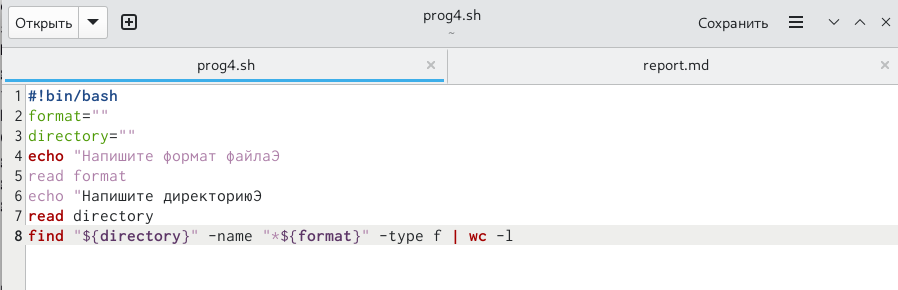 Открыть
prog4.sh
~
Сохранить
prog4.sh
report.md
1 #!bin/bash
2 format=""
3 directory=""
4 echo "Напишите формат файлаЭ
5 read format
6 echo "Напишите директориюЭ
7 read directory
8 find "${directory}" -name "*${format}" -type f | wc -l